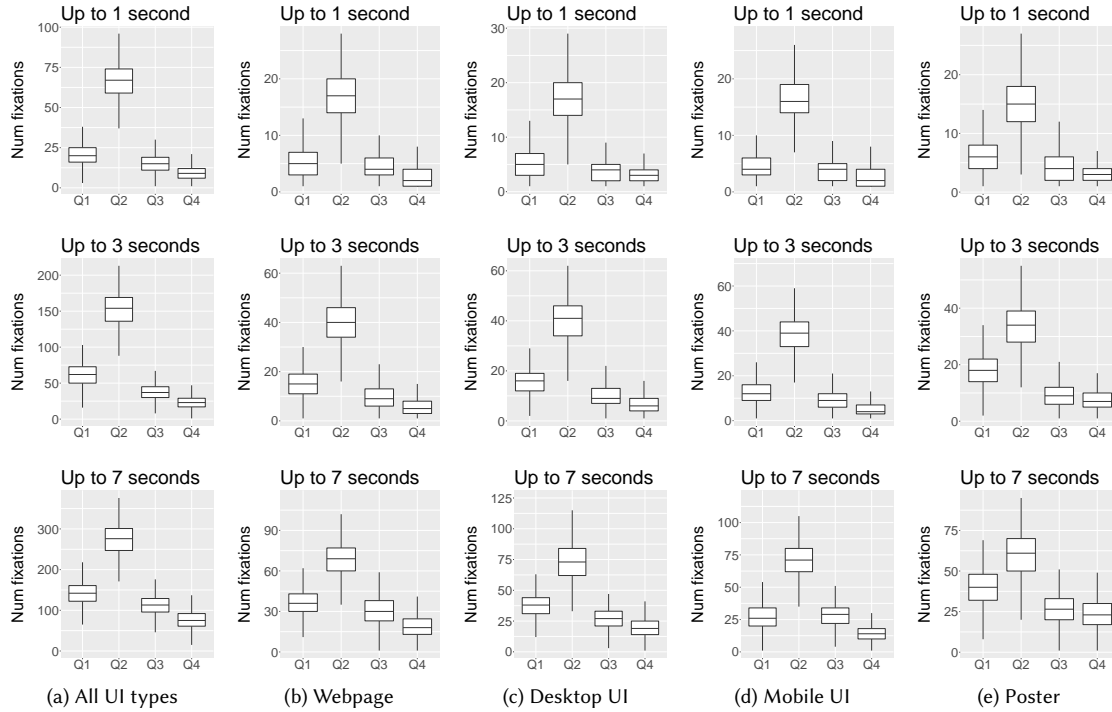 Up to 1 second
Num fixations
100
75
50
25
0
Q1 Q2 Q3 Q4
Up to 1 second
Num fixations
20
10
0
Q1 Q2 Q3 Q4
Up to 1 second
Num fixations
30
20
10
0
Q1 Q2 Q3 Q4
Up to 1 second
Num fixations
20
10
0
Q1 Q2 Q3 Q4
Up to 1 second
Num fixations
20
10
0
Q1 Q2 Q3 Q4
Up to 3 seconds
Num fixations
200
150
100
50
0
Q1 Q2 Q3 Q4
Up to 3 seconds
Num fixations
60
40
20
0
Q1 Q2 Q3 Q4
Up to 3 seconds
Num fixations
60
40
20
0
Q1 Q2 Q3 Q4
Up to 3 seconds
Num fixations
60
40
20
0
Q1 Q2 Q3 Q4
Up to 3 seconds
Num fixations
40
20
0
Q1 Q2 Q3 Q4
Up to 7 seconds
Num fixations
300
200
100
0
Q1 Q2 Q3 Q4
Up to 7 seconds
Num fixations
90
60
30
0
Q1 Q2 Q3 Q4
Up to 7 seconds
Num fixations
125
100
75
50
25
0
Q1 Q2 Q3 Q4
Up to 7 seconds
Num fixations
100
75
50
25
0
Q1 Q2 Q3 Q4
Up to 7 seconds
Num fixations
75
50
25
0
Q1 Q2 Q3 Q4
(a) All UI types
(b) Webpage
(c) Desktop UI
(d) Mobile UI
(e) Poster